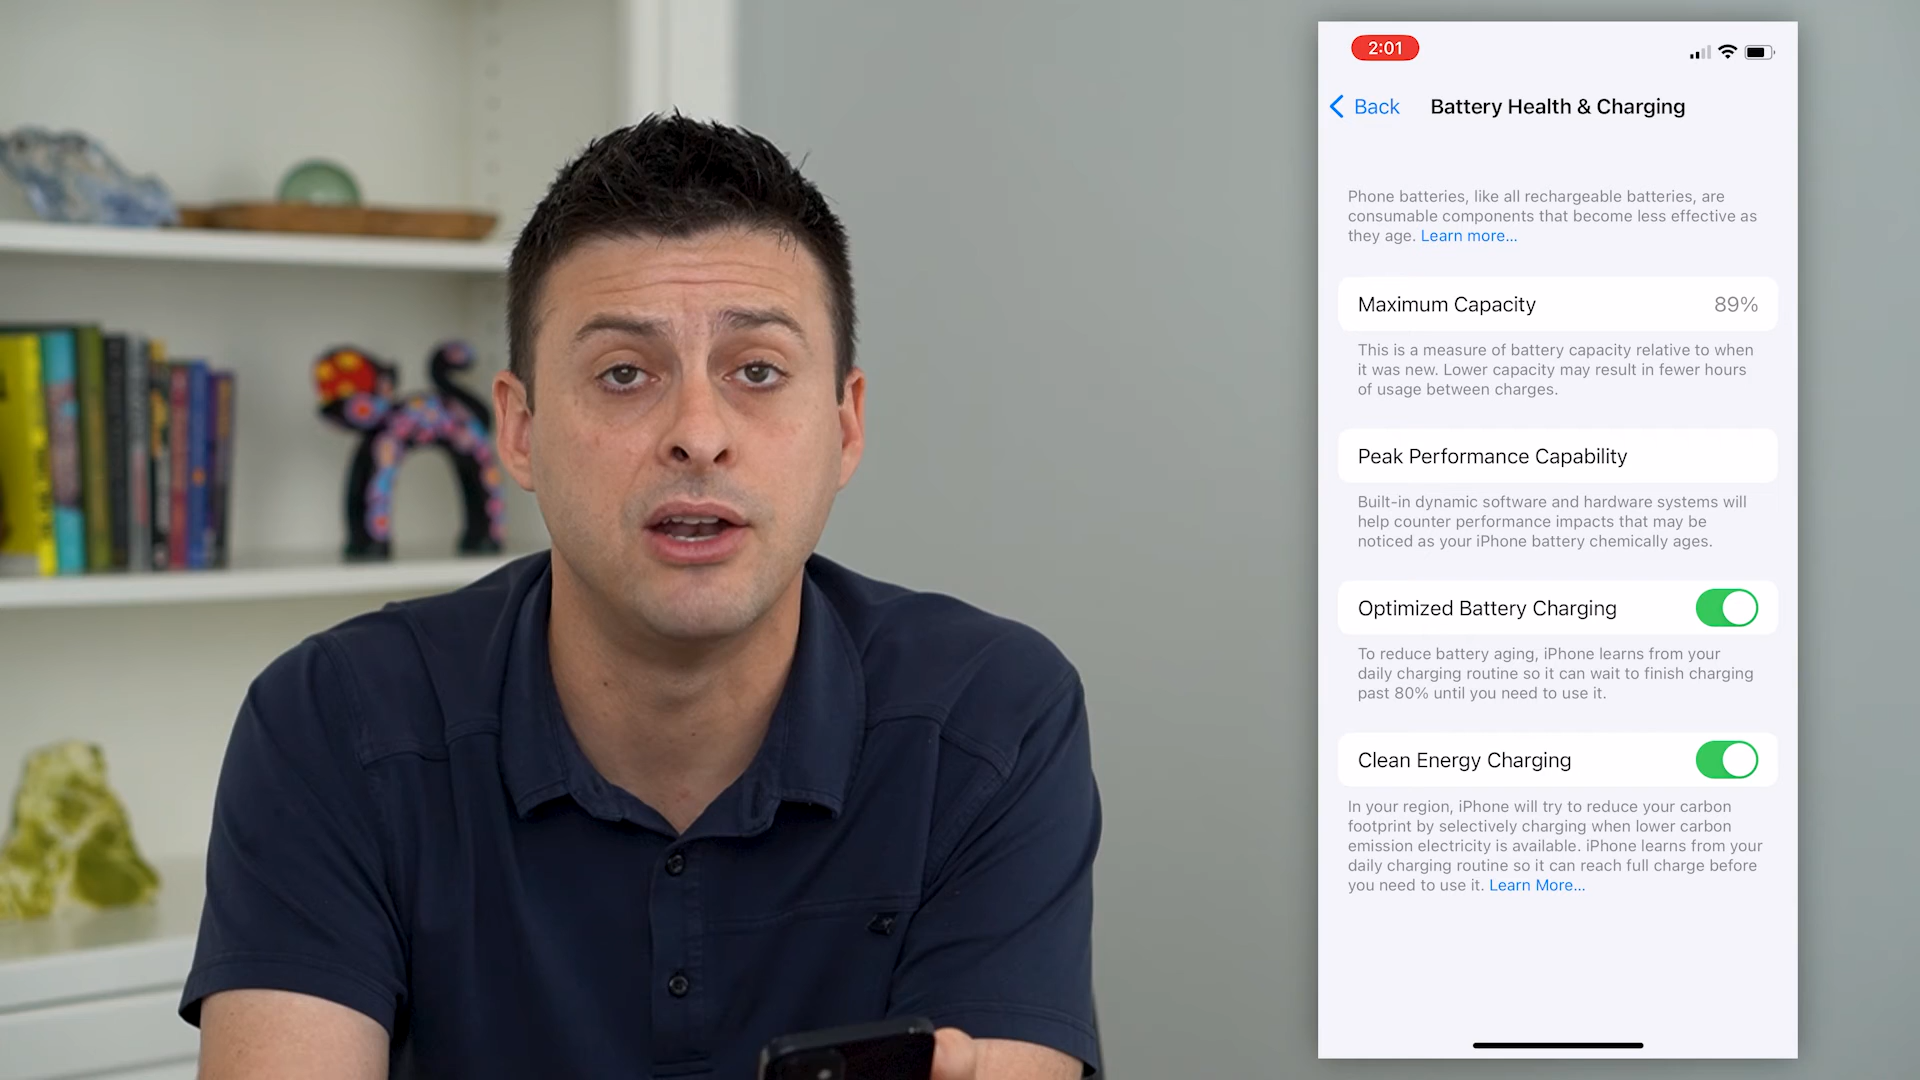 2:01
Back
Battery Health & Charging
Phone batteries, like all rechargeable batteries, are
consumable components that become less effective as
they age. Learn more...
Maximum Capacity 89%
This is a measure of battery capacity relative to when
it was new. Lower capacity may result in fewer hours
of usage between charges.
Peak Performance Capability
Built-in dynamic software and hardware systems will
help counter performance impacts that may be
noticed as your iPhone battery chemically ages.
Optimized Battery Charging
To reduce battery aging, iPhone learns from your
daily charging routine so it can wait to finish charging
past 80% until you need to use it.
Clean Energy Charging
In your region, iPhone will try to reduce your carbon
footprint by selectively charging when lower carbon
emission electricity is available. iPhone learns from your
daily charging routine so it can reach full charge before
you need to use it. Learn More...